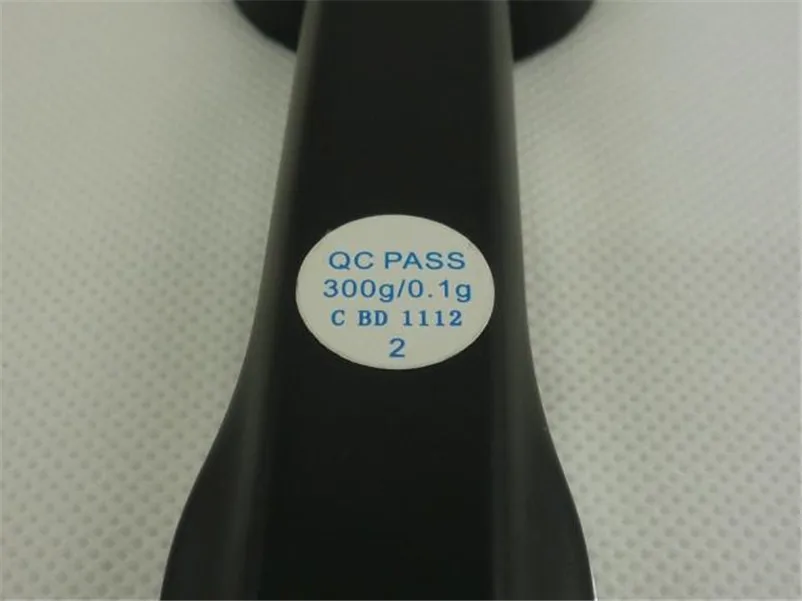 QC PASS
300g/0.1g
C BD 1112
2